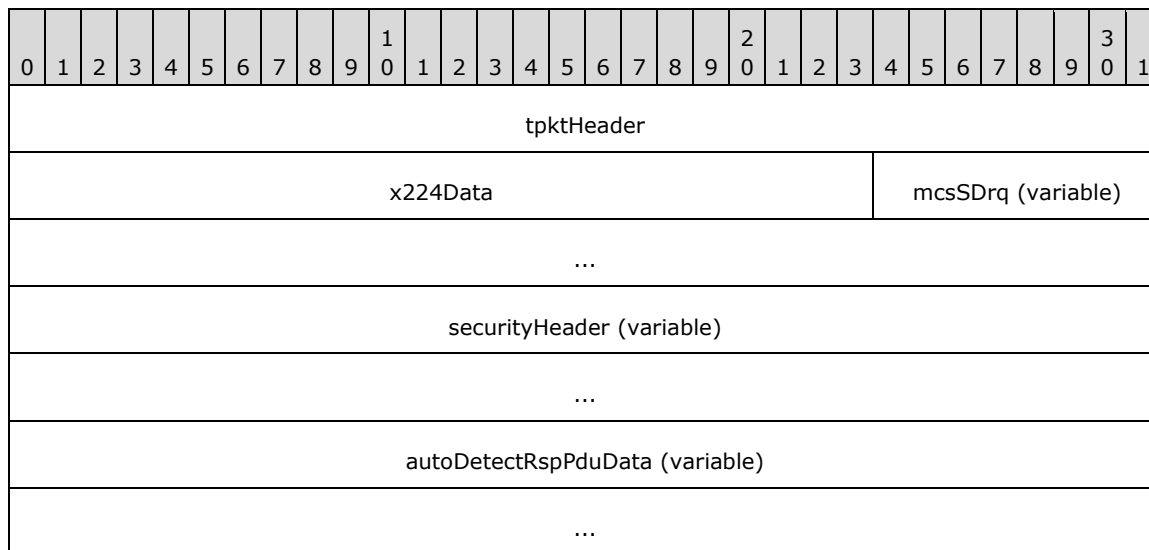 1 2 3
0 1 2 3 4 5 6 7 8 9 0 1 2 3 4 5 6 7 8 9 0 1 2 3 4 5 6 7 8 9 0 1
tpktHeader
x224Data mcsSDrq (variable)
...
securityHeader (variable)
...
autoDetectRspPduData (variable)
...